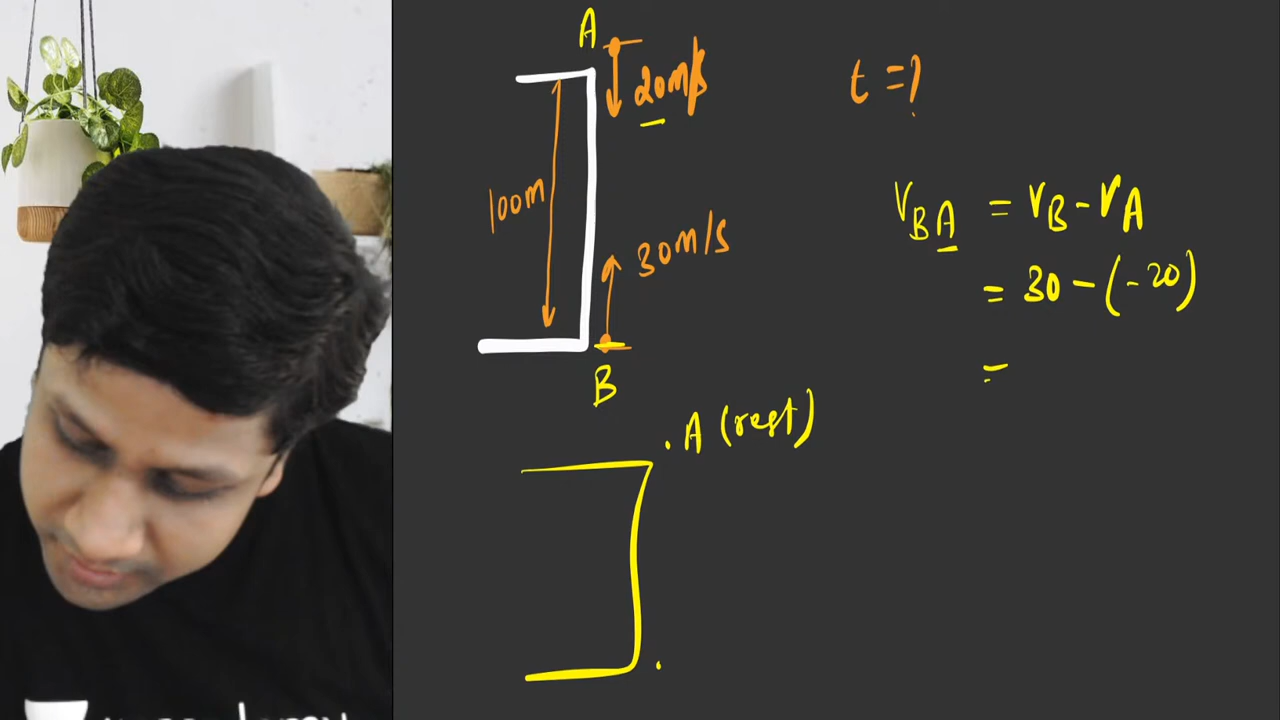 A
20m/s
t = ?
100m
V_BA = V_B - V_A
30m/s
= 30 - (-20)
=
B
. A (rest)